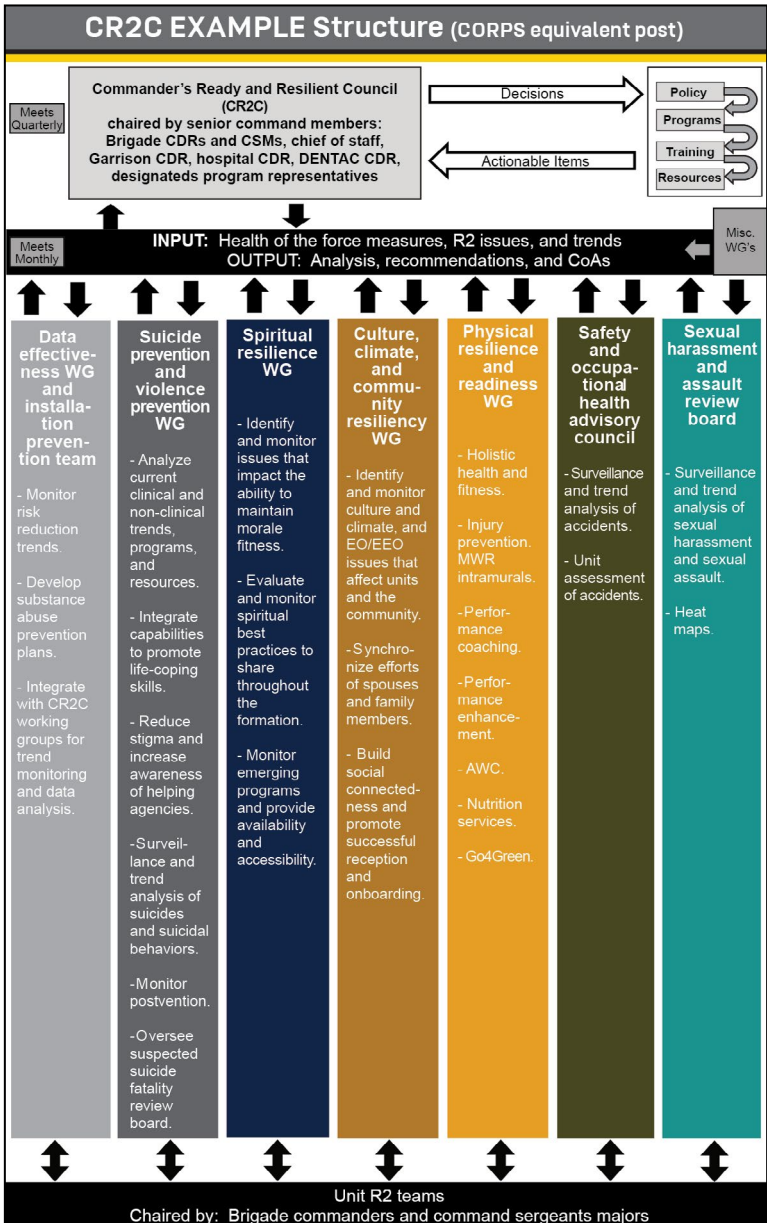 CR2C EXAMPLE Structure (CORPS equivalent post)
Meets
Quarterly
Commander's Ready and Resilient Council
(CR2C)
chaired by senior command members:
Brigade CDRs and CSMs, chief of staff,
Garrison CDR, hospital CDR, DENTAC CDR,
designateds program representatives
Decisions
Actionable Items
Policy
Programs
Training
Resources
Meets
Monthly
INPUT: Health of the force measures, R2 issues, and trends
OUTPUT: Analysis, recommendations, and CoAs
Misc.
WG's
Data
effective-
ness WG
and
installa-
tion
preven-
tion team
- Monitor
risk
reduction
trends.
- Develop
substance
abuse
prevention
plans.
- Integrate
with CR2C
working
groups for
trend
monitoring
and data
analysis.
Suicide
prevention
and
violence
prevention
WG
- Analyze
current
clinical and
non-clinical
trends,
programs,
and
resources.
- Integrate
capabilities
to promote
life-coping
skills.
- Reduce
stigma and
increase
awareness
of helping
agencies.
-Surveil-
lance and
trend
analysis of
suicides
and suicidal
behaviors.
-Monitor
postvention.
-Oversee
suspected
suicide
fatality
review
board.
Spiritual
resilience
WG
- Identify
and monitor
issues that
impact the
ability to
maintain
morale
fitness.
- Evaluate
and monitor
spiritual
best
practices to
share
throughout
the
formation.
- Monitor
emerging
programs
and provide
availability
and
accessibility.
Culture,
climate,
and
commu-
nity
resiliency
WG
- Identify
and monitor
culture and
climate, and
EO/EEO
issues that
affect units
and the
community.
-Synchro-
nize efforts
of spouses
and family
members.
- Build
social
connected-
ness and
promote
successful
reception
and
onboarding.
Physical
resilience
and
readiness
WG
- Holistic
health and
fitness.
- Injury
prevention.
MWR
intramurals.
-Perfor-
mance
coaching.
-Perfor-
mance
enhance-
ment.
- AWC.
- Nutrition
services.
- Go4Green.
Safety
and
occupa-
tional
health
advisory
council
-Surveillance
and trend
analysis of
accidents.
- Unit
assessment
of accidents.
Sexual
harassment
and
assault
review
board
- Surveillance
and trend
analysis of
sexual
harassment
and sexual
assault.
- Heat
maps.
Unit R2 teams
Chaired by: Brigade commanders and command sergeants majors